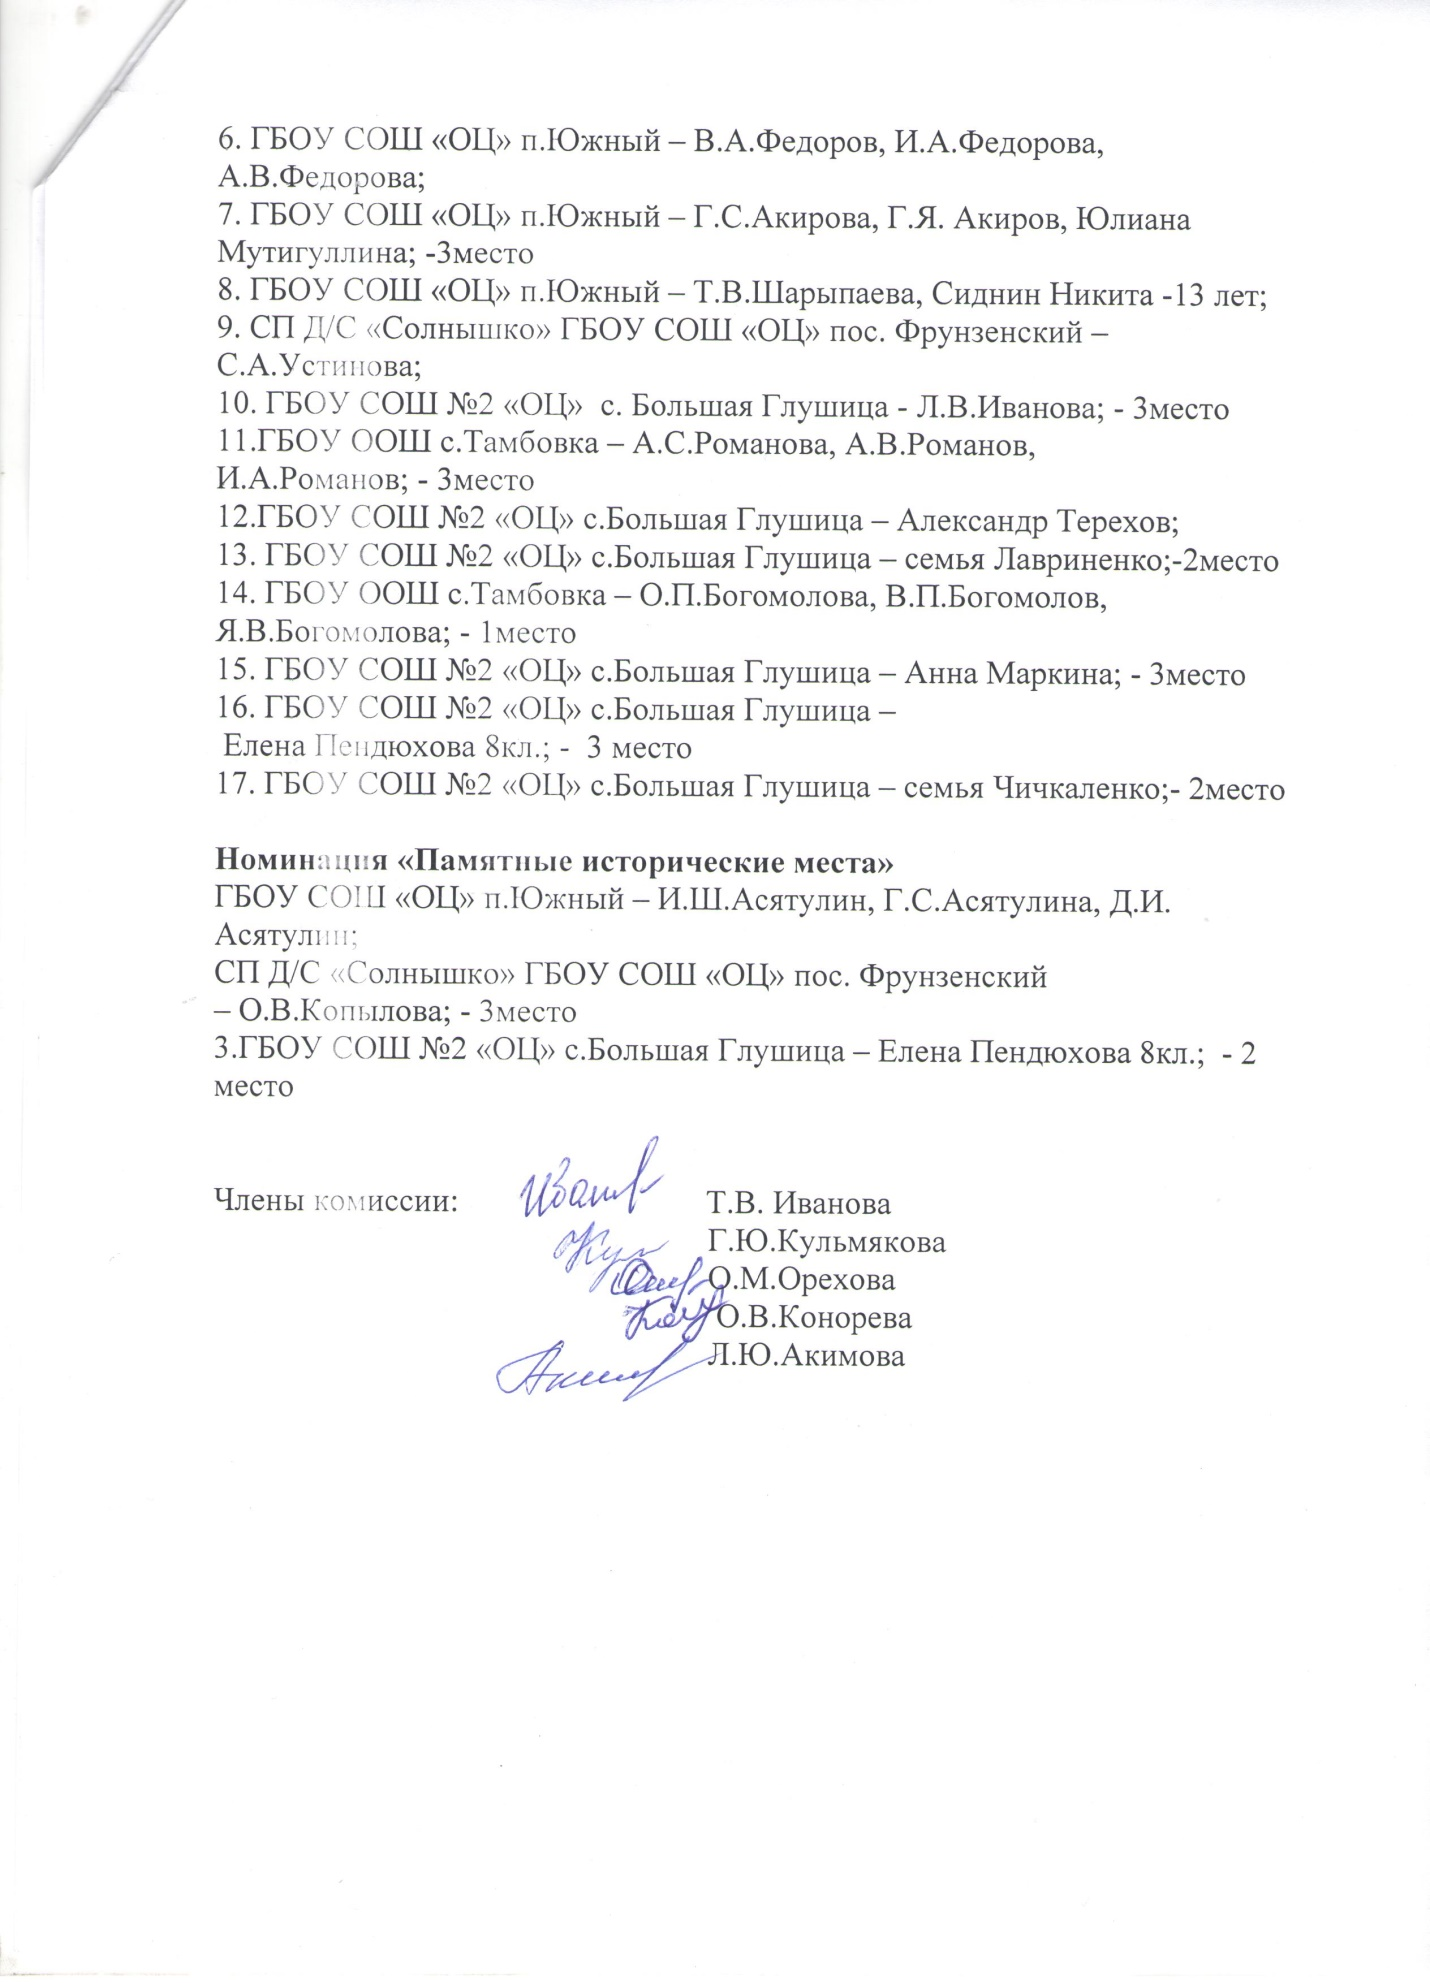 6. ГБОУ СОШ «ОЦ» п.Южный – В.А.Федоров, И.А.Федорова,
А.В.Федорова;
7. ГБОУ СОШ «ОЦ» п.Южный – Г.С.Акирова, Г.Я. Акиров, Юлиана
Мутигуллина; -3место
8. ГБОУ СОШ «ОЦ» п.Южный – Т.В.Шарыпаева, Сиднин Никита -13 лет;
9. СП Д/С «Солнышко» ГБОУ СОШ «ОЦ» пос. Фрунзенский –
С.А.Устинова;
10. ГБОУ СОШ №2 «ОЦ»  с. Большая Глушица - Л.В.Иванова; - 3место
11.ГБОУ ООШ с.Тамбовка – А.С.Романова, А.В.Романов,
И.А.Романов; - 3место
12.ГБОУ СОШ №2 «ОЦ» с.Большая Глушица – Александр Терехов;
13. ГБОУ СОШ №2 «ОЦ» с.Большая Глушица – семья Лавриненко;-2место
14. ГБОУ ООШ с.Тамбовка – О.П.Богомолова, В.П.Богомолов,
Я.В.Богомолова; - 1место
15. ГБОУ СОШ №2 «ОЦ» с.Большая Глушица – Анна Маркина; - 3место
16. ГБОУ СОШ №2 «ОЦ» с.Большая Глушица –
Елена Пендюхова 8кл.; -  3 место
17. ГБОУ СОШ №2 «ОЦ» с.Большая Глушица – семья Чичкаленко;- 2место
Номинация «Памятные исторические места»
ГБОУ СОШ «ОЦ» п.Южный – И.Ш.Асятулин, Г.С.Асятулина, Д.И.
Асятулин;
СП Д/С «Солнышко» ГБОУ СОШ «ОЦ» пос. Фрунзенский
– О.В.Копылова; - 3место
3.ГБОУ СОШ №2 «ОЦ» с.Большая Глушица – Елена Пендюхова 8кл.;  - 2
место
Члены комиссии: Т.В. Иванова
Г.Ю.Кульмякова
О.М.Орехова
О.В.Конорева
Л.Ю.Акимова